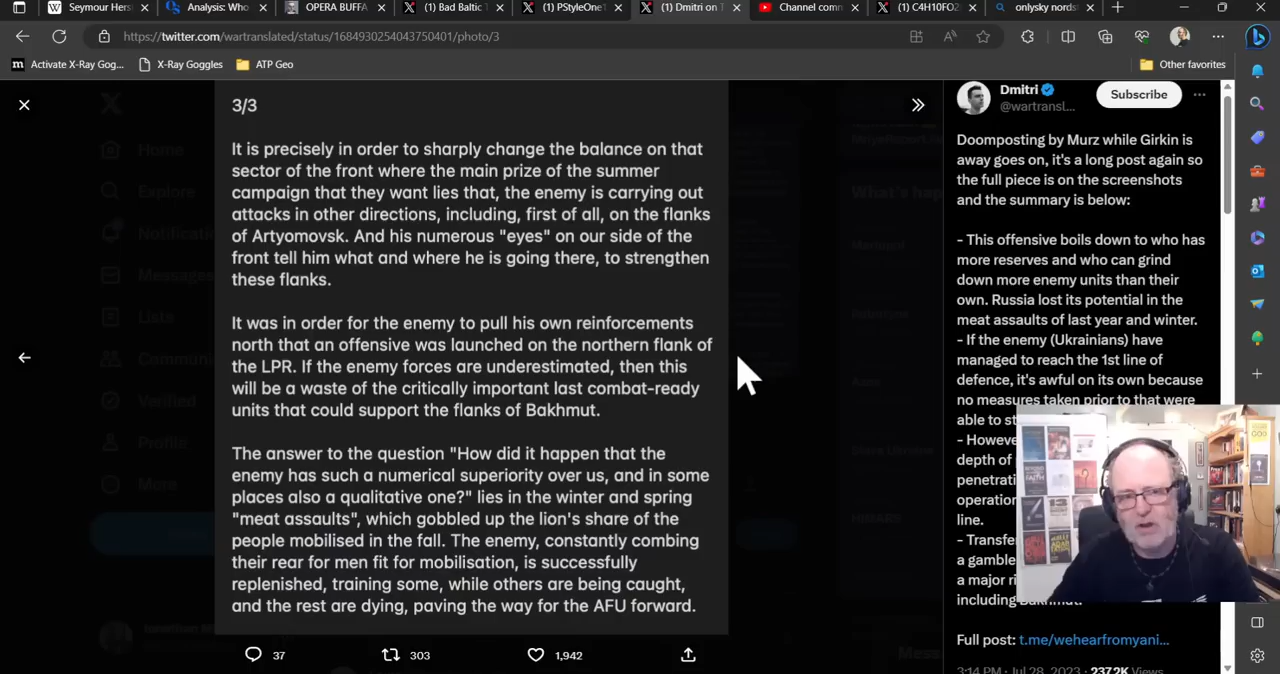 Seymour Hers
Analysis: Who
OPERA BUFFA
(Bad Baltic T
PStyleOne1
(Dmitri on T
Channel com
C4H10FO2
onlysky nords
https://twitter.com/wartranslated/status/1684930254043750401/photo/3
Activate X-Ray Gog...
X-Ray Goggles
ATP Geo
Other favorites
3/3
It is precisely in order to sharply change the balance on that
sector of the front where the main prize of the summer
campaign that they want lies that, the enemy is carrying out
attacks in other directions, including, first of all, on the flanks
of Artyomovsk. And his numerous "eyes" on our side of the
front tell him what and where he is going there, to strengthen
these flanks.
It was in order for the enemy to pull his own reinforcements
north that an offensive was launched on the northern flank of
the LPR. If the enemy forces are underestimated, then this
will be a waste of the critically important last combat-ready
units that could support the flanks of Bakhmut.
The answer to the question "How did it happen that the
enemy has such a numerical superiority over us, and in some
places also a qualitative one?" lies in the winter and spring
"meat assaults", which gobbled up the lion's share of the
people mobilised in the fall. The enemy, constantly combing
their rear for men fit for mobilisation, is successfully
replenished, training some, while others are being caught,
and the rest are dying, paving the way for the AFU forward.
37
303
1,942
Dmitri
@wartransl...
Subscribe
Doomposting by Murz while Girkin is
away goes on, it's a long post again so
the full piece is on the screenshots
and the summary is below:
- This offensive boils down to who has
more reserves and who can grind
down more enemy units than their
own. Russia lost its potential in the
meat assaults of last year and winter.
- If the enemy (Ukrainians) have
managed to reach the 1st line of
defence, it's awful on its own because
no measures taken prior to that were
able to st
- Howeve
depth of
penetrati
operation
line.
- Transfe
a gamble
a major ri
including Bakhmut.
Full post: t.me/wehearfromyani...
3:14 PM · Jul 28, 2023 · 237.2K Views
Home
Explore
Notificati
Messages
Lists
Communi
Verified
Profile
More
What's hap